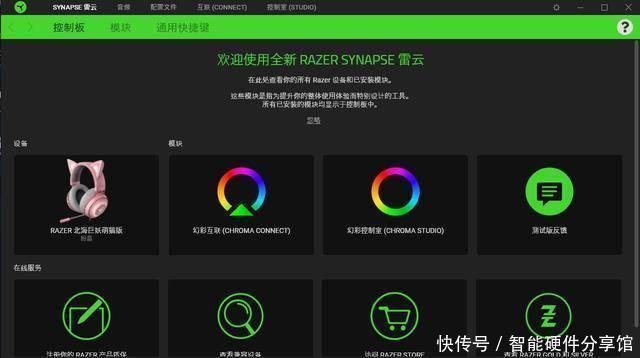 SYNAPSE 雷云 音频 配置文件 互联 (CONNECT) 控制室 (STUDIO)
控制板 模块 通用快捷键
?
欢迎使用全新 RAZER SYNAPSE 雷云
在此处查看你的所有 Razer 设备和已安装模块。
这些模块是指为提升你的整体使用体验而特别设计的工具。
所有已安装的模块均显示于控制板中。
忽略
设备 模块
RAZER 北海巨妖萌猫版 幻彩互联 (CHROMA CONNECT) 幻彩控制室 (CHROMA STUDIO) 测试版反馈
粉晶
在线服务
注册你的 RAZER 产品质保 查看兼容设备 访问 RAZER STORE RAZER GOLD 和 SILVER
快传号 / 智能硬件分享馆